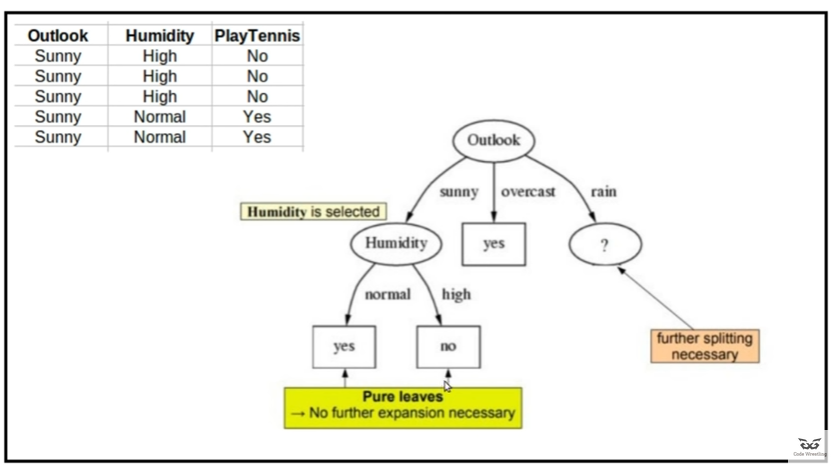 Outlook Humidity PlayTennis
Sunny High No
Sunny High No
Sunny High No
Sunny Normal Yes
Sunny Normal Yes
Outlook
sunny overcast rain
Humidity is selected
Humidity yes ?
normal high
yes no
further splitting
necessary
Pure leaves
→ No further expansion necessary
Code Wrestling